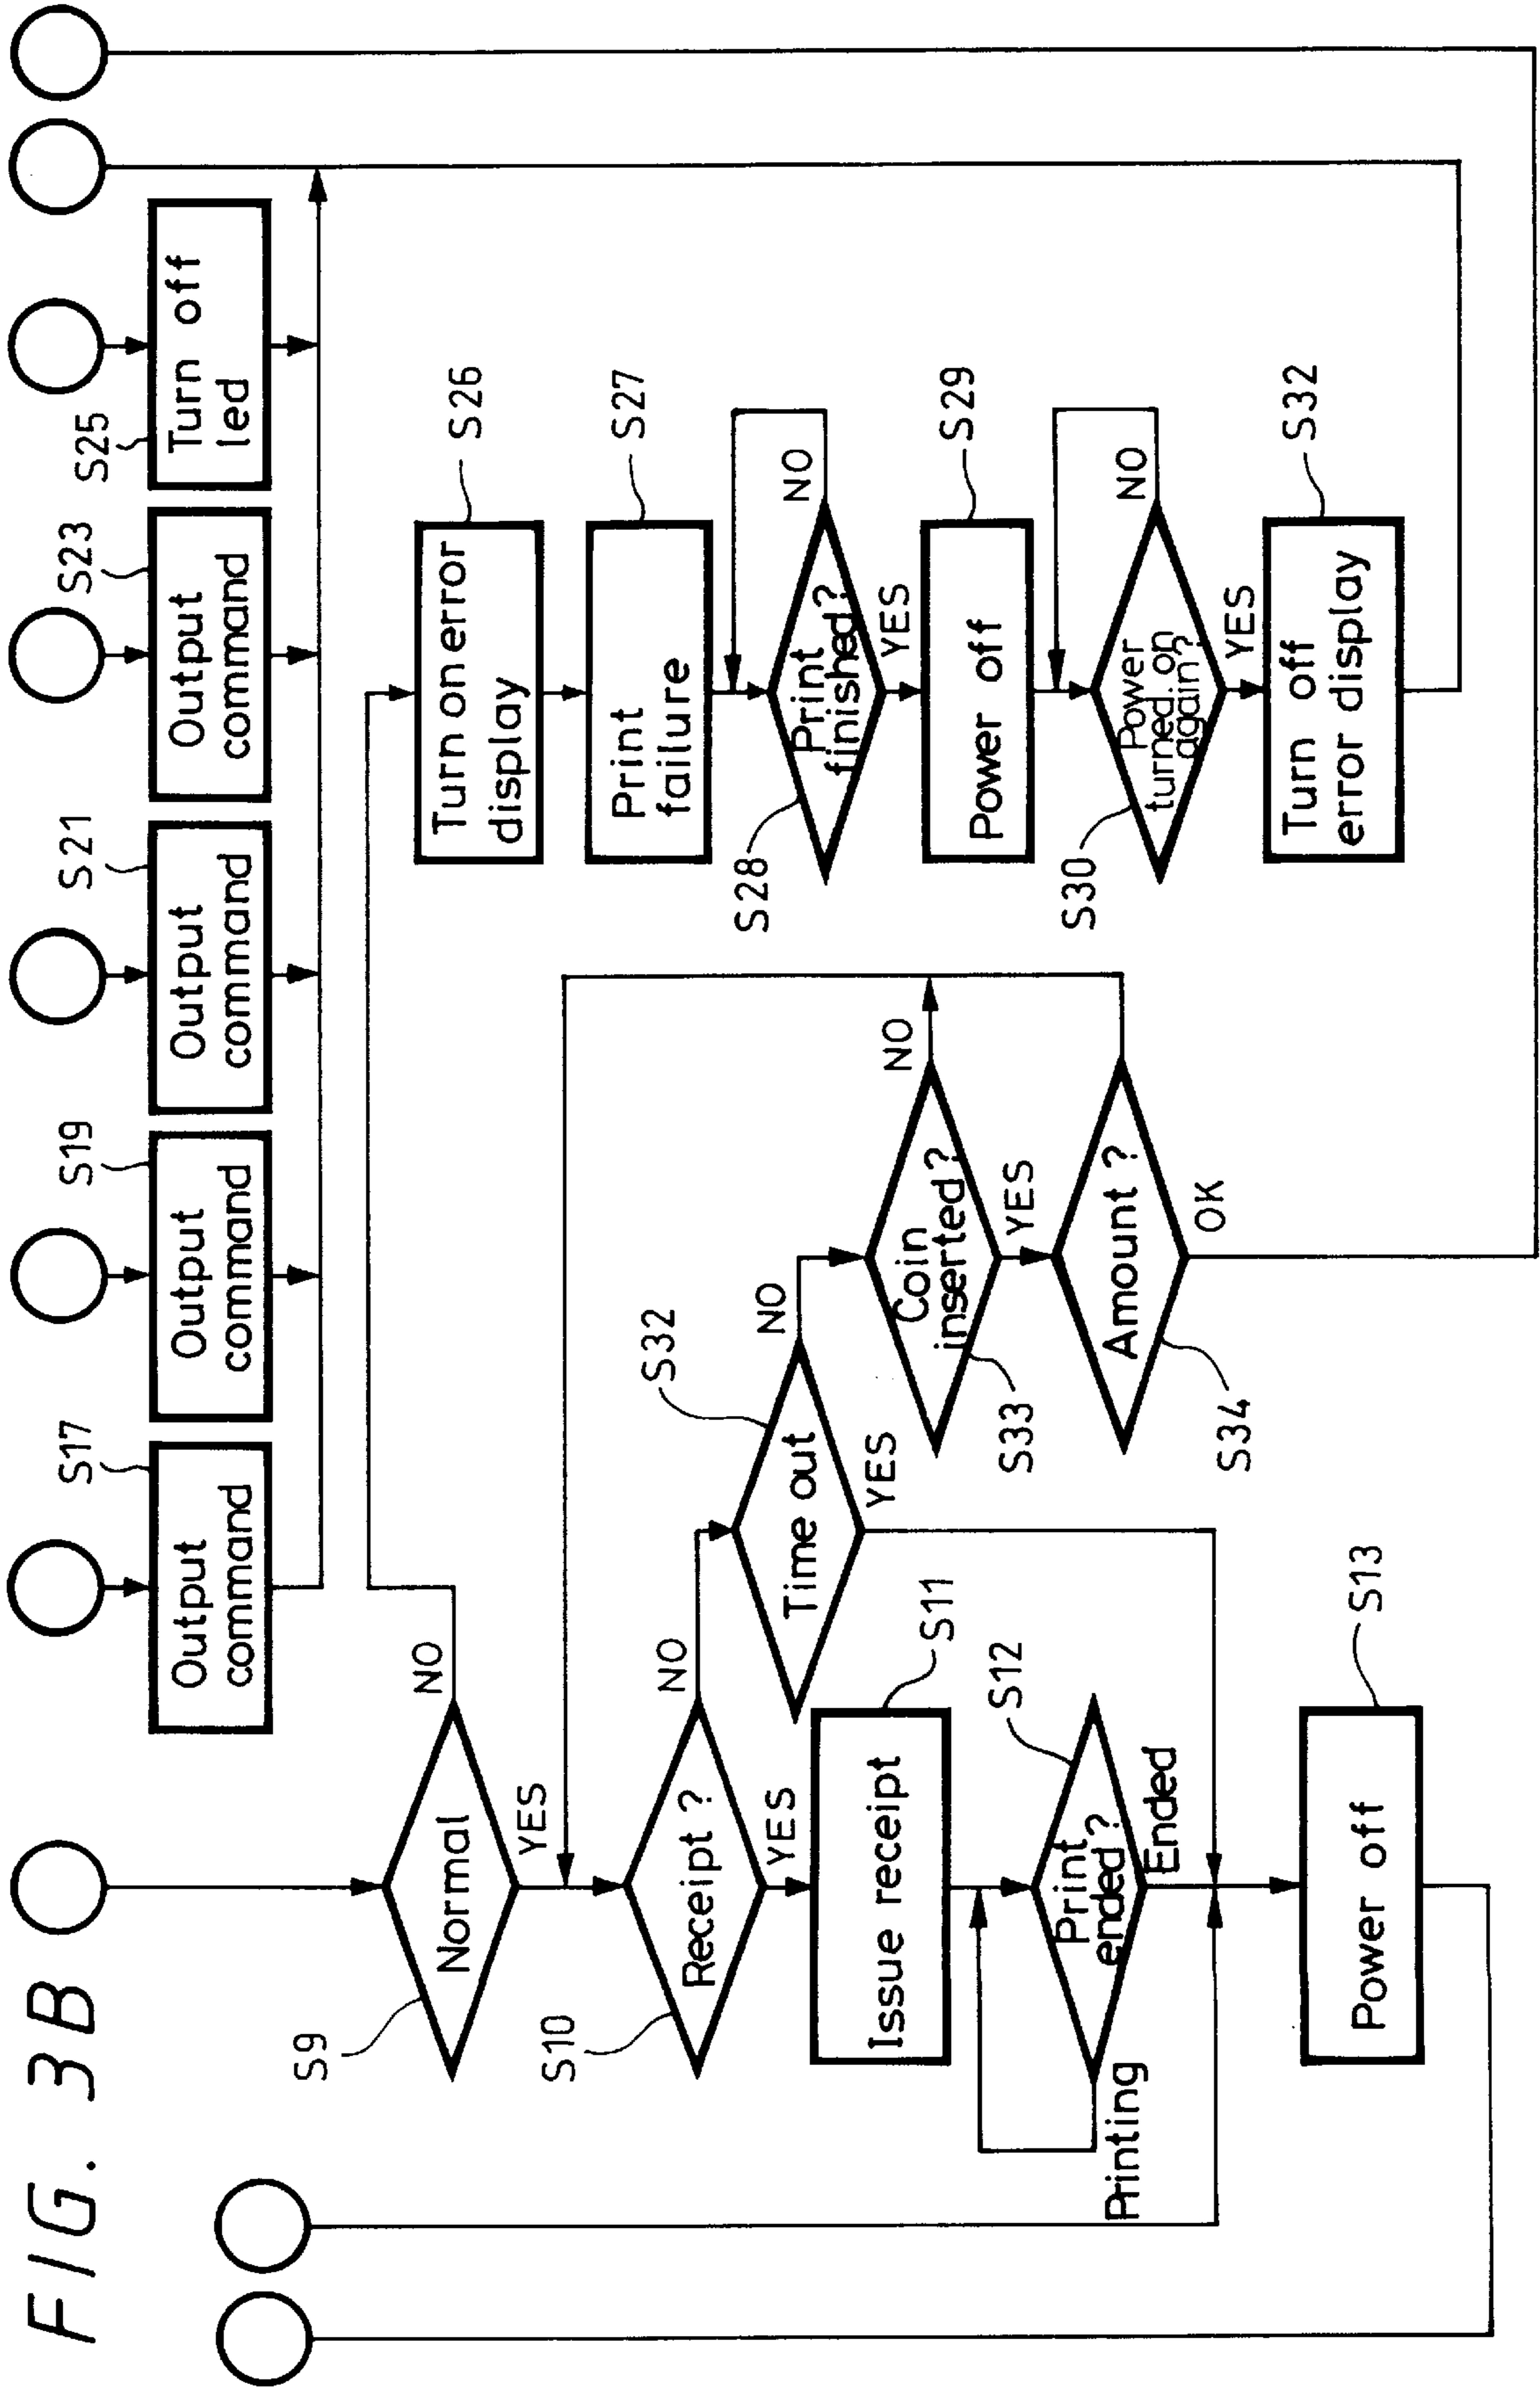 FIG. 3B
S17
Output
command
S19
Output
command
S21
Output
command
S23
Output
command
S25
Turn off
led
S9
Normal
NO
YES
S10
Receipt ?
NO
YES
S11
Issue receipt
S12
Print
ended ?
Printing
Ended
S13
Power off
S32
Time out
NO
YES
S33
Coin
inserted ?
NO
YES
S34
Amount ?
OK
S26
Turn on error
display
S27
Print
failure
S28
Print
finished ?
NO
YES
S29
Power off
S30
Power
turned on
again ?
NO
YES
S32
Turn off
error display